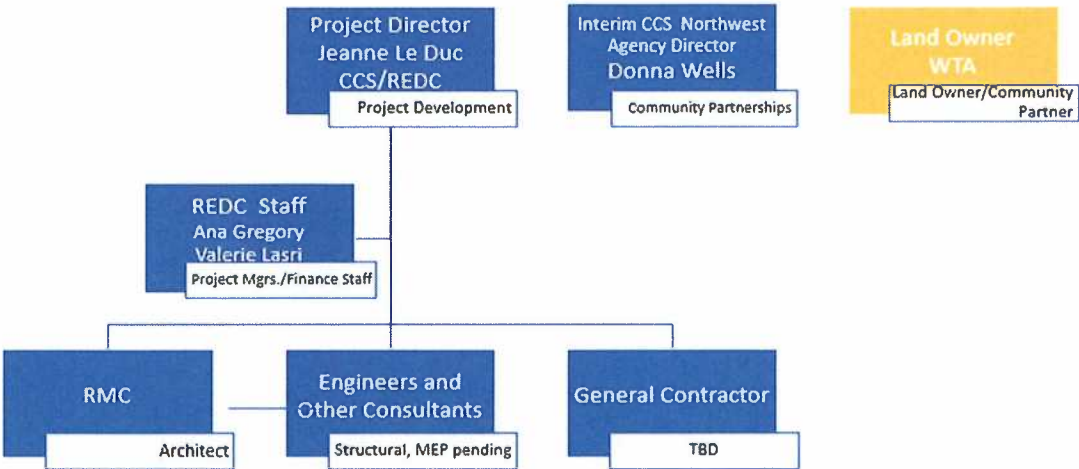 Project Director
Jeanne Le Duc
CCS/REDC
Project Development
Interim CCS Northwest
Agency Director
Donna Wells
Community Partnerships
Land Owner
WTA
Land Owner/Community
Partner
REDC Staff
Ana Gregory
Valerie Lasri
Project Mgrs./Finance Staff
RMC
Architect
Engineers and
Other Consultants
Structural, MEP pending
General Contractor
TBD